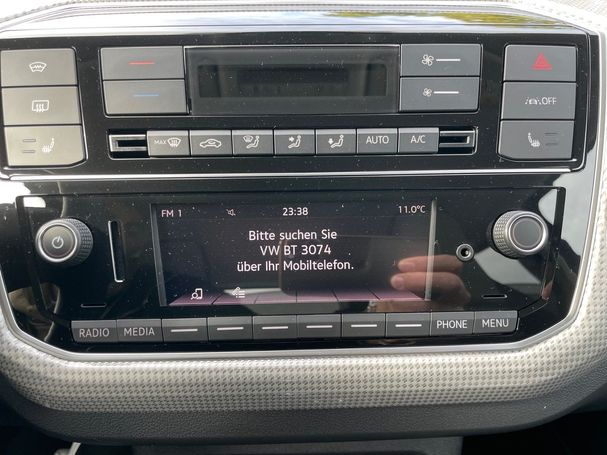 OFF
MAX
AUTO
A/C
FM 1
23:38
11.0°C
Bitte suchen Sie
VW BT 3074
über Ihr Mobiltelefon.
RADIO
MEDIA
PHONE
MENU